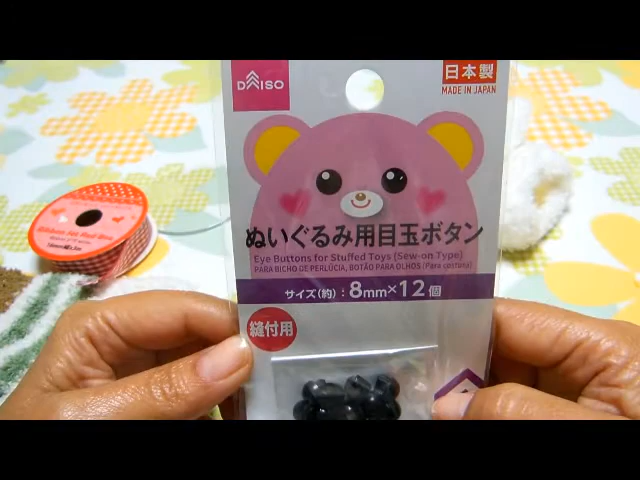 DAISO
日本製
MADE IN JAPAN
ぬいぐるみ用目玉ボタン
Eye Buttons for Stuffed Toys (Sew-on Type)
PARA BICHO DE PERLÚCIA, BOTÃO PARA OLHOS (Para costura)
サイズ(約):8mm×12個
縫付用